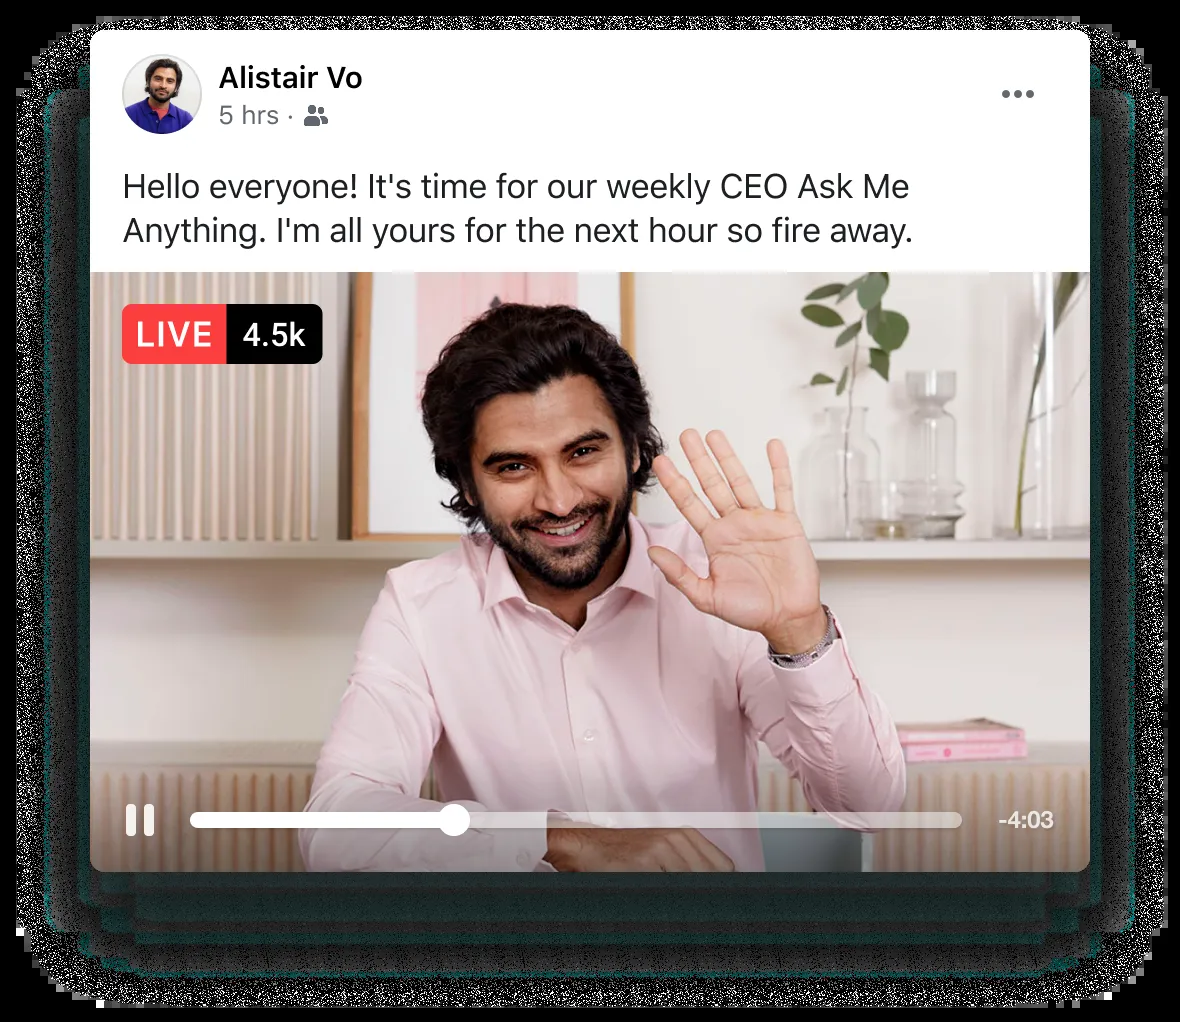 Alistair Vo
5 hrs ·
Hello everyone! It's time for our weekly CEO Ask Me
Anything. I'm all yours for the next hour so fire away.
LIVE 4.5k
-4:03